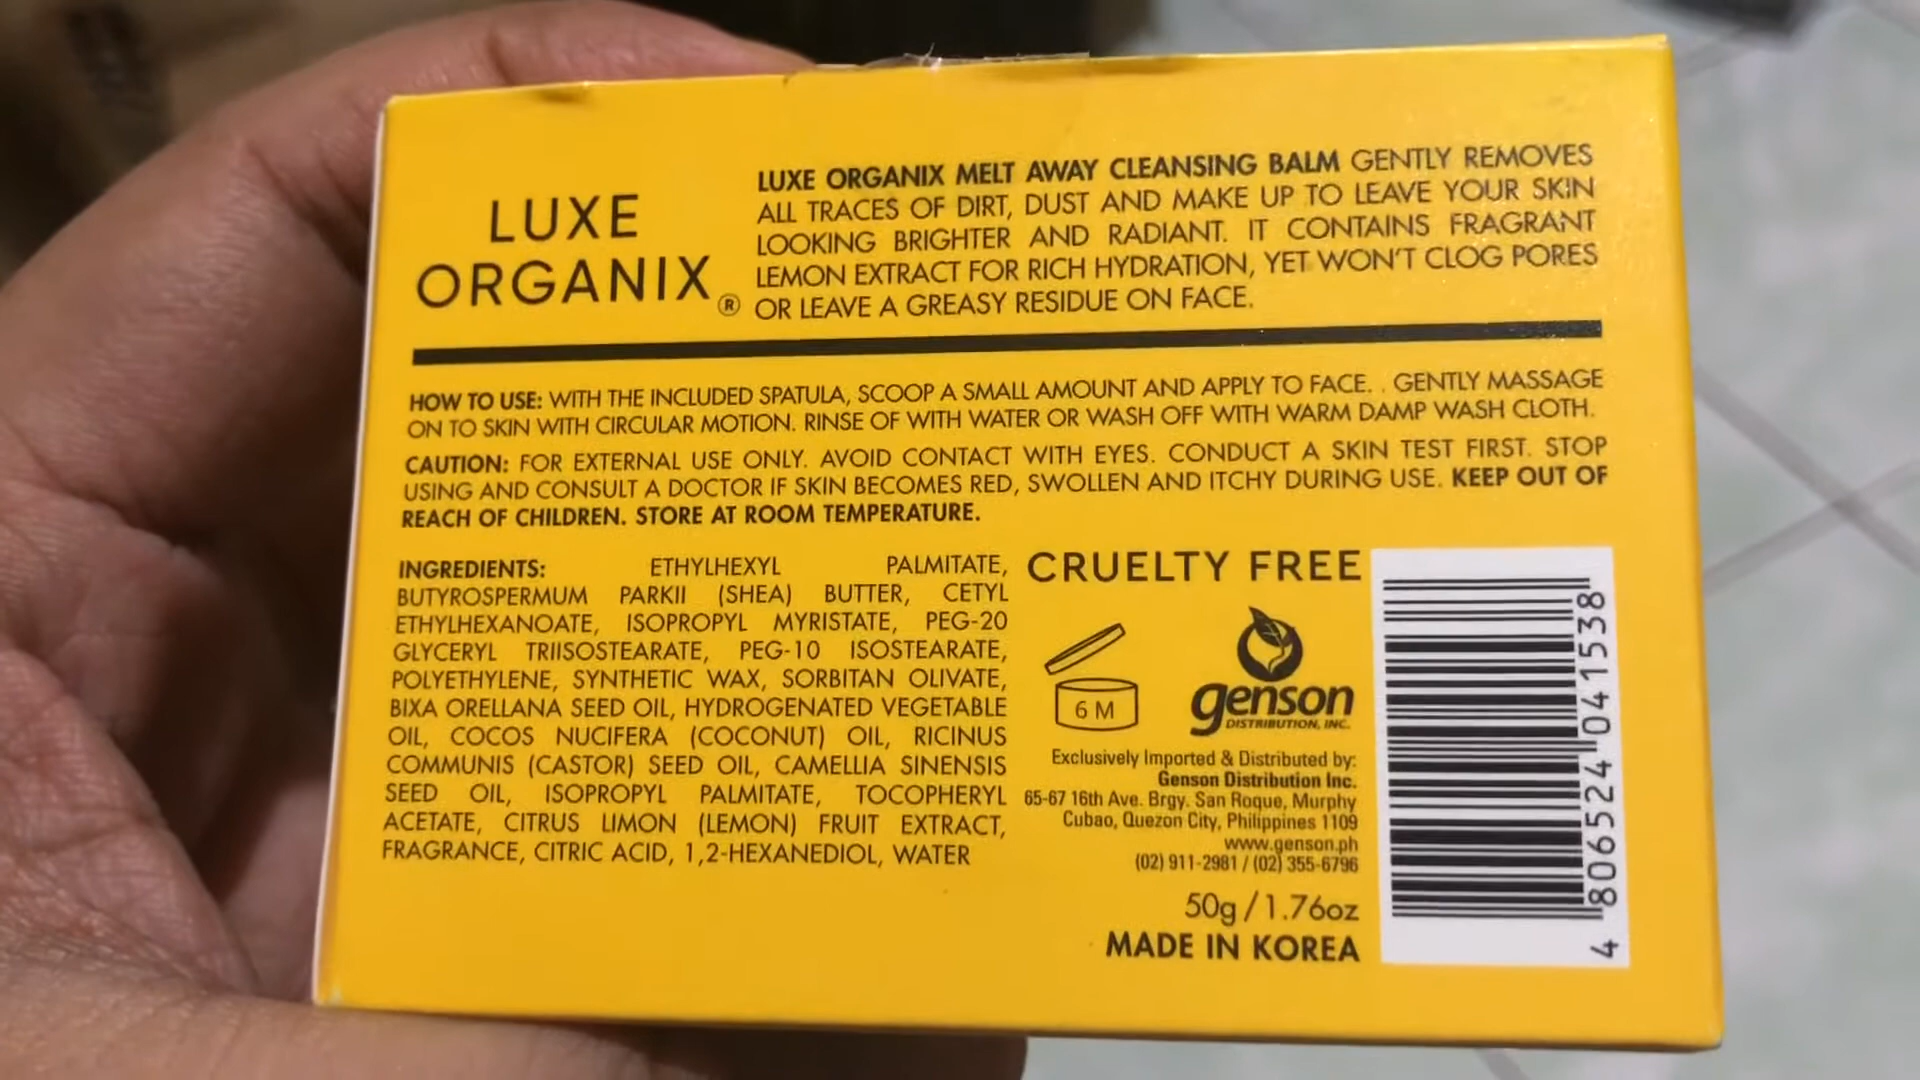 LUXE
ORGANIX
®
LUXE ORGANIX MELT AWAY CLEANSING BALM GENTLY REMOVES
ALL TRACES OF DIRT, DUST AND MAKE UP TO LEAVE YOUR SKIN
LOOKING BRIGHTER AND RADIANT. IT CONTAINS FRAGRANT
LEMON EXTRACT FOR RICH HYDRATION, YET WON'T CLOG PORES
OR LEAVE A GREASY RESIDUE ON FACE.
HOW TO USE: WITH THE INCLUDED SPATULA, SCOOP A SMALL AMOUNT AND APPLY TO FACE. . GENTLY MASSAGE
ON TO SKIN WITH CIRCULAR MOTION. RINSE OF WITH WATER OR WASH OFF WITH WARM DAMP WASH CLOTH.
CAUTION: FOR EXTERNAL USE ONLY. AVOID CONTACT WITH EYES. CONDUCT A SKIN TEST FIRST. STOP
USING AND CONSULT A DOCTOR IF SKIN BECOMES RED, SWOLLEN AND ITCHY DURING USE. KEEP OUT OF
REACH OF CHILDREN. STORE AT ROOM TEMPERATURE.
INGREDIENTS: ETHYLHEXYL PALMITATE,
BUTYROSPERMUM PARKII (SHEA) BUTTER, CETYL
ETHYLHEXANOATE, ISOPROPYL MYRISTATE, PEG-20
GLYCERYL TRIISOSTEARATE, PEG-10 ISOSTEARATE,
POLYETHYLENE, SYNTHETIC WAX, SORBITAN OLIVATE,
BIXA ORELLANA SEED OIL, HYDROGENATED VEGETABLE
OIL, COCOS NUCIFERA (COCONUT) OIL, RICINUS
COMMUNIS (CASTOR) SEED OIL, CAMELLIA SINENSIS
SEED OIL, ISOPROPYL PALMITATE, TOCOPHERYL
ACETATE, CITRUS LIMON (LEMON) FRUIT EXTRACT,
FRAGRANCE, CITRIC ACID, 1,2-HEXANEDIOL, WATER
CRUELTY FREE
6 M
genson
DISTRIBUTION, INC.
Exclusively Imported & Distributed by:
Genson Distribution Inc.
65-67 16th Ave. Brgy. San Roque, Murphy
Cubao, Quezon City, Philippines 1109
www.genson.ph
(02) 911-2981 / (02) 355-6796
50g / 1.76oz
MADE IN KOREA
4 806524 041538